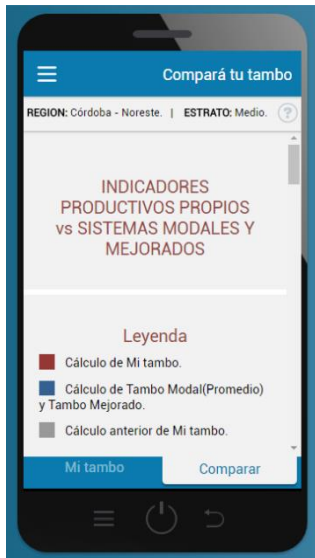 Compará tu tambo
REGION: Córdoba - Noreste. | ESTRATO: Medio. ?
INDICADORES
PRODUCTIVOS PROPIOS
vs SISTEMAS MODALES Y
MEJORADOS
Leyenda
Cálculo de Mi tambo.
Cálculo de Tambo Modal(Promedio)
y Tambo Mejorado.
Cálculo anterior de Mi tambo.
Mi tambo Comparar